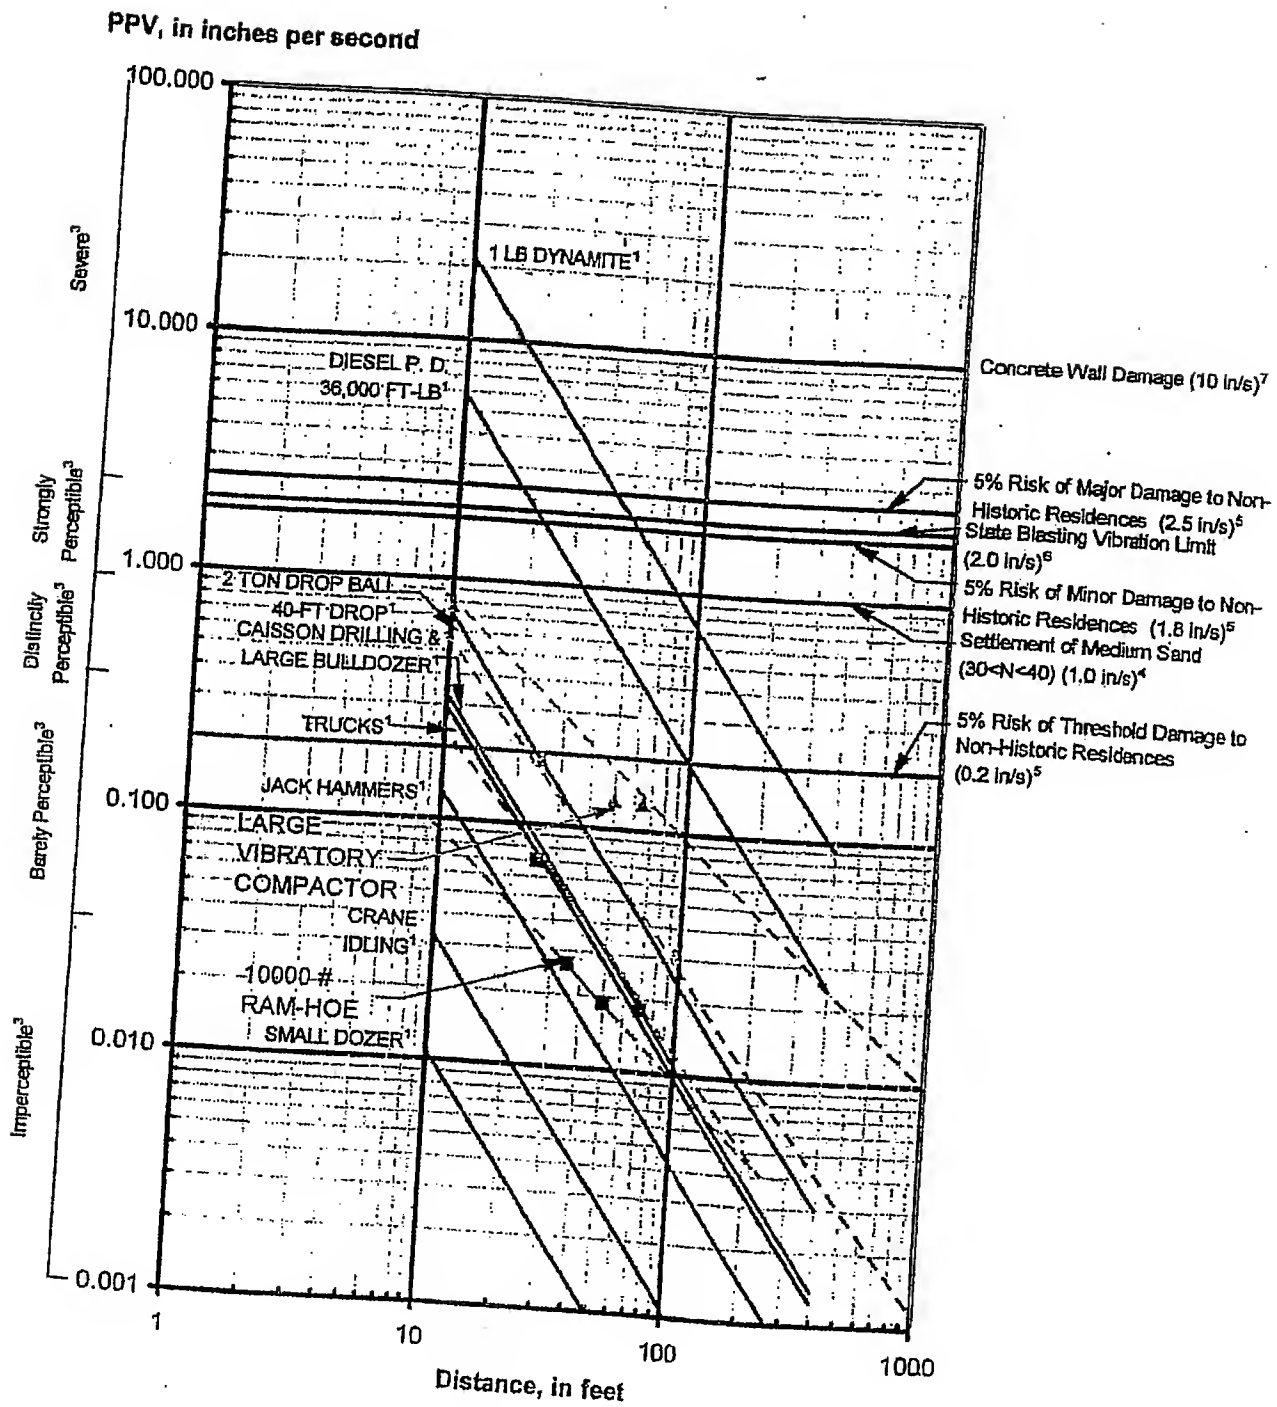 PPV, in inches per second
100.000
Severe³
1 LB DYNAMITE¹
10.000
DIESEL P. D.
36,000 FT-LB¹
Concrete Wall Damage (10 in/s)⁷
Strongly
Perceptible³
5% Risk of Major Damage to Non-
Historic Residences (2.5 in/s)⁵
State Blasting Vibration Limit
(2.0 in/s)⁶
5% Risk of Minor Damage to Non-
Historic Residences (1.8 in/s)⁵
Settlement of Medium Sand
(30<N<40) (1.0 in/s)⁴
1.000
Distinctly
Perceptible³
2 TON DROP BALL
40-FT DROP¹
CAISSON DRILLING &
LARGE BULLDOZER¹
TRUCKS¹
5% Risk of Threshold Damage to
Non-Historic Residences
(0.2 in/s)⁵
Barely Perceptible³
JACK HAMMERS¹
0.100
LARGE
VIBRATORY
COMPACTOR
CRANE
IDLING¹
10000 #
RAM-HOE
SMALL DOZER¹
0.010
Imperceptible³
0.001
1
10
100
1000
Distance, in feet